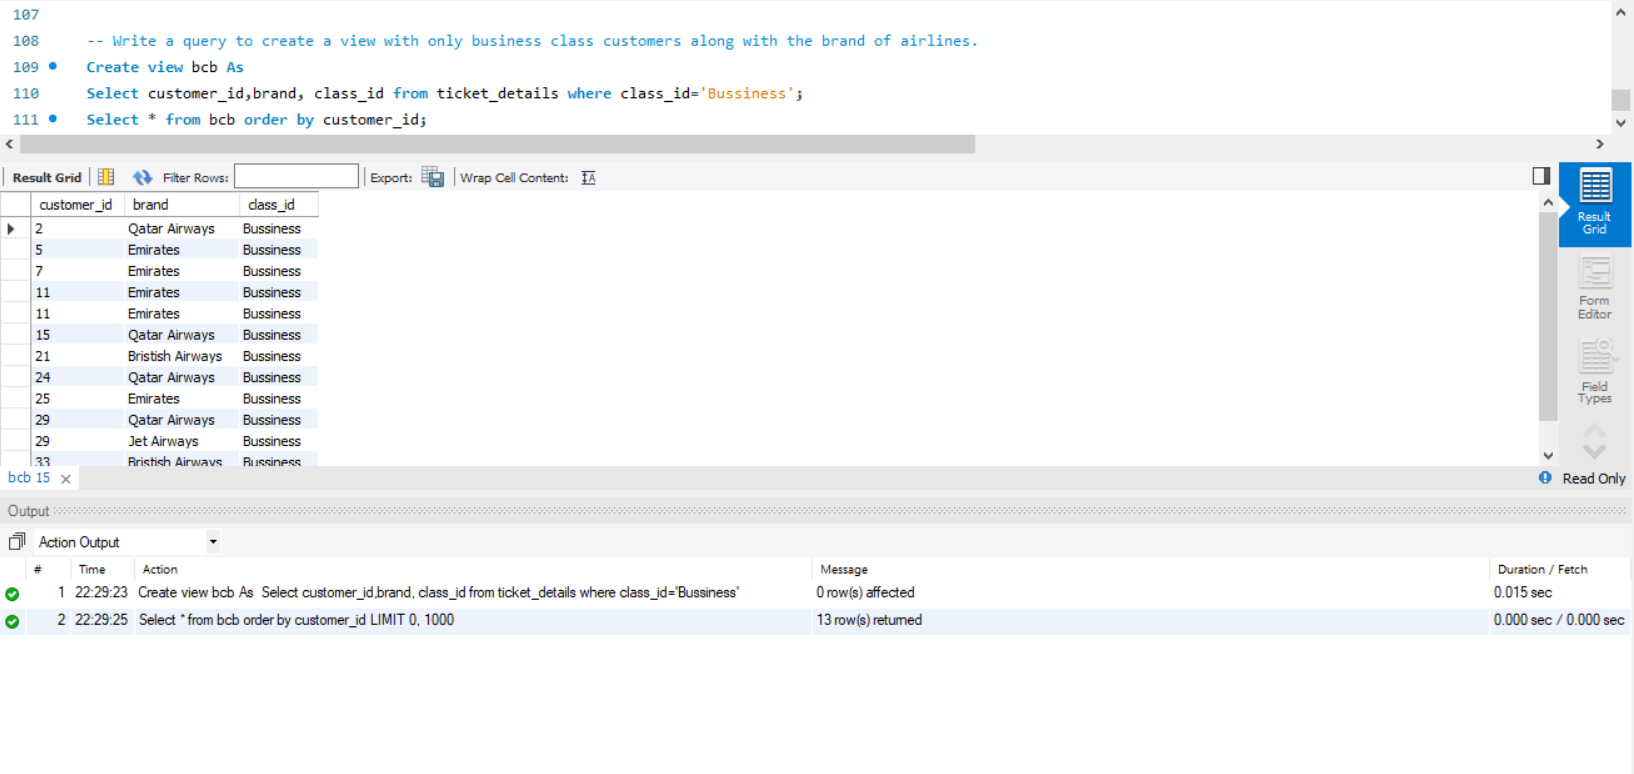 107
108 -- Write a query to create a view with only business class customers along with the brand of airlines.
109 Create view bcb As
110 Select customer_id,brand, class_id from ticket_details where class_id='Bussiness';
111 Select * from bcb order by customer_id;
Result Grid Filter Rows: Export: Wrap Cell Content:
customer_id brand class_id
2 Qatar Airways Bussiness
5 Emirates Bussiness
7 Emirates Bussiness
11 Emirates Bussiness
11 Emirates Bussiness
15 Qatar Airways Bussiness
21 Bristish Airways Bussiness
24 Qatar Airways Bussiness
25 Emirates Bussiness
29 Qatar Airways Bussiness
29 Jet Airways Bussiness
33 Bristish Airways Bussiness
Result
Grid
Form
Editor
Field
Types
bcb 15 Read Only
Output
Action Output
# Time Action Message Duration / Fetch
1 22:29:23 Create view bcb As Select customer_id,brand, class_id from ticket_details where class_id='Bussiness' 0 row(s) affected 0.015 sec
2 22:29:25 Select * from bcb order by customer_id LIMIT 0, 1000 13 row(s) returned 0.000 sec / 0.000 sec